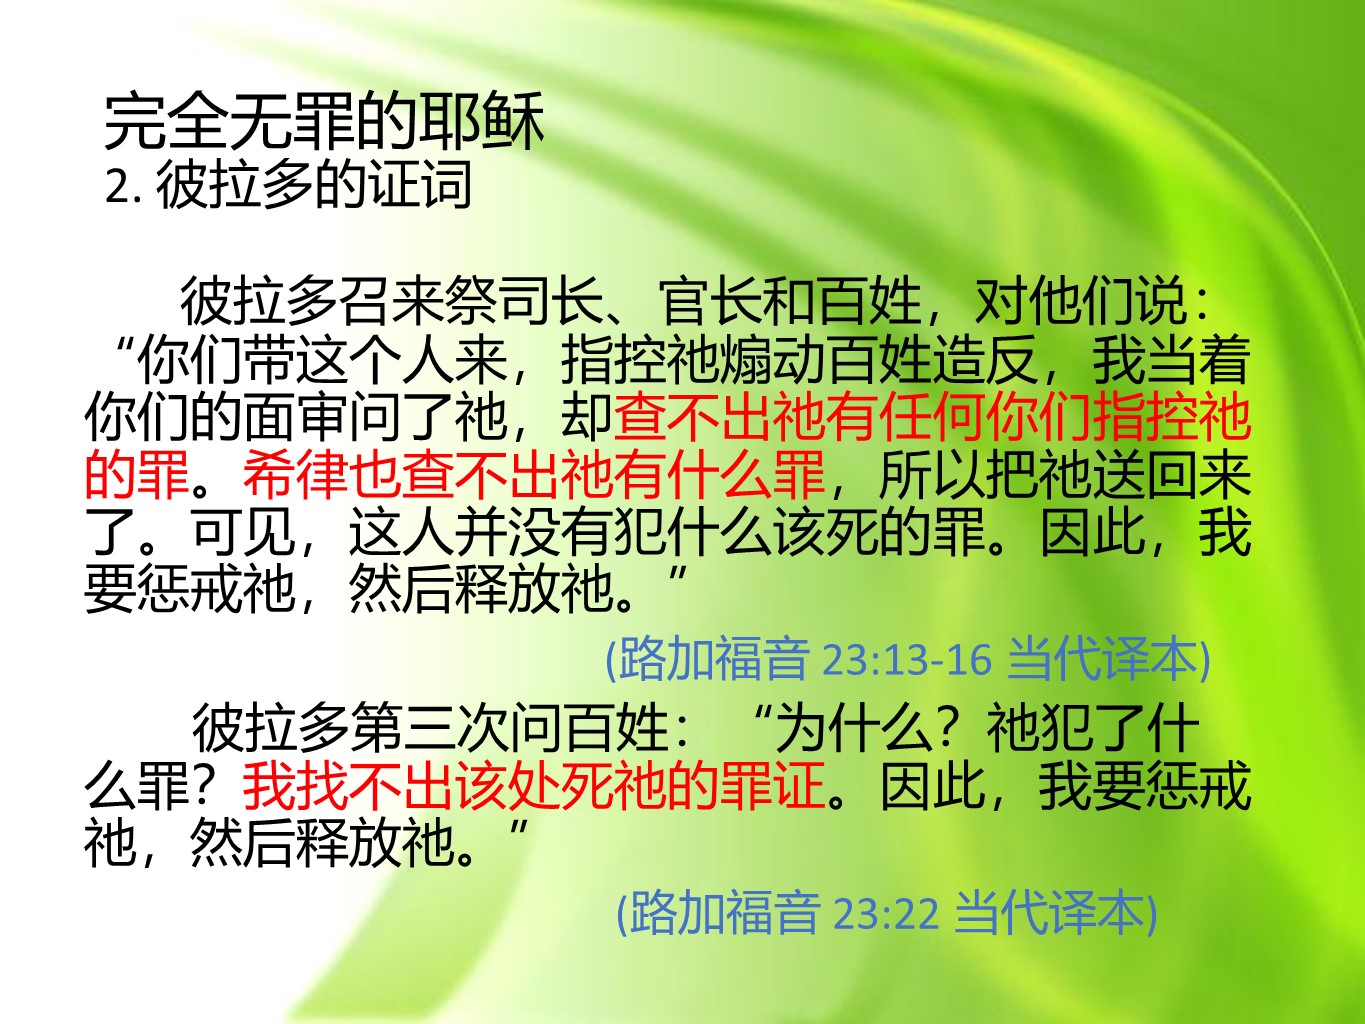 完全无罪的耶稣
2. 彼拉多的证词
彼拉多召来祭司长、官长和百姓，对他们说：
“你们带这个人来，指控祂煽动百姓造反，我当着
你们的面审问了祂，却查不出祂有任何你们指控祂
的罪。希律也查不出祂有什么罪，所以把祂送回来
了。可见，这人并没有犯什么该死的罪。因此，我
要惩戒祂，然后释放祂。”
(路加福音 23:13-16 当代译本)
彼拉多第三次问百姓：“为什么？祂犯了什
么罪？我找不出该处死祂的罪证。因此，我要惩戒
祂，然后释放祂。”
(路加福音 23:22 当代译本)